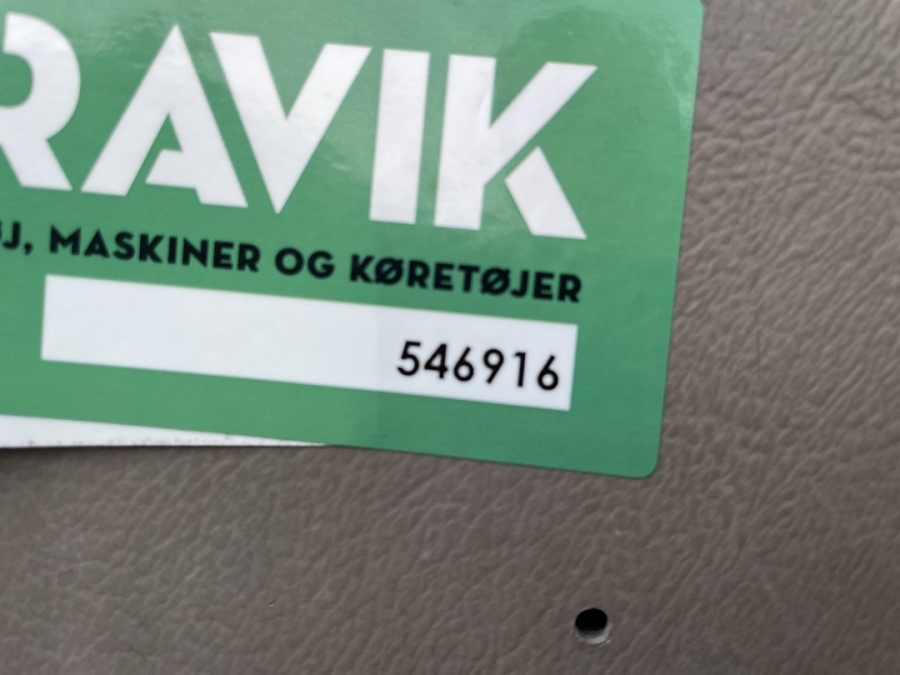 RAVIK
J, MASKINER OG KØRETØJER
546916